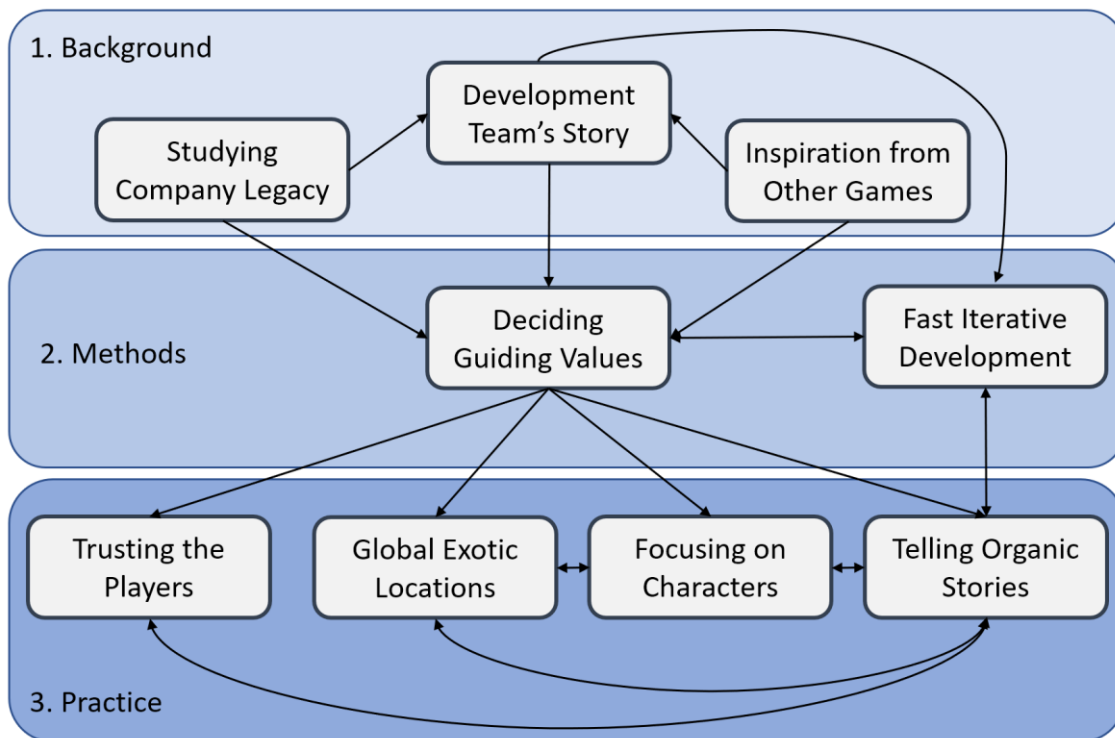 1. Background
Development
Team's Story
Studying
Company Legacy
Inspiration from
Other Games
2. Methods
Deciding
Guiding Values
Fast Iterative
Development
Trusting the
Players
Global Exotic
Locations
Focusing on
Characters
Telling Organic
Stories
3. Practice